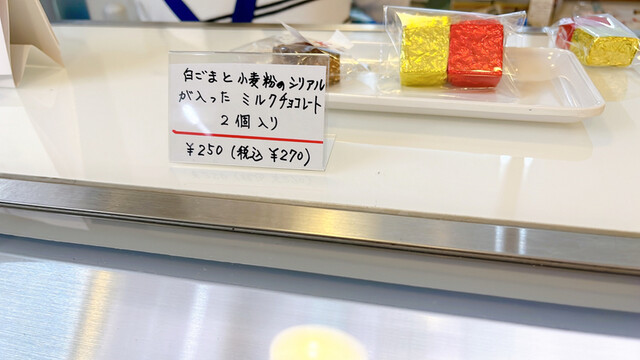 白ごまと小麦粉のシリアル
が入った ミルクチョコレート
2個入り
¥250 (税込 ¥270)